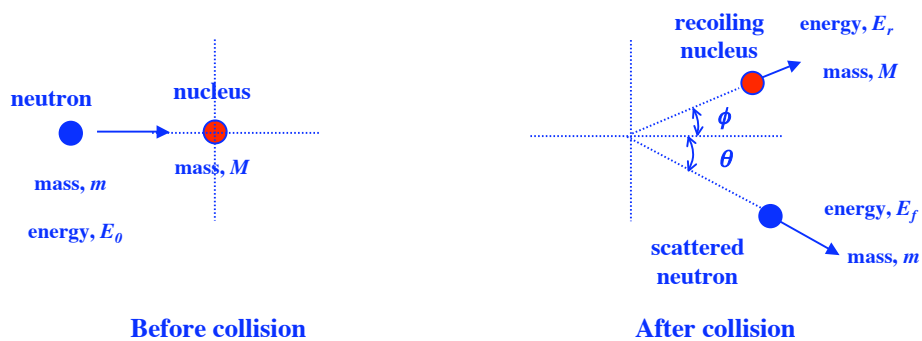 neutron
mass, m
energy, E₀
nucleus
mass, M
Before collision
recoiling
nucleus
energy, Eᵣ
mass, M
ϕ
θ
energy, E_f
mass, m
scattered
neutron
After collision